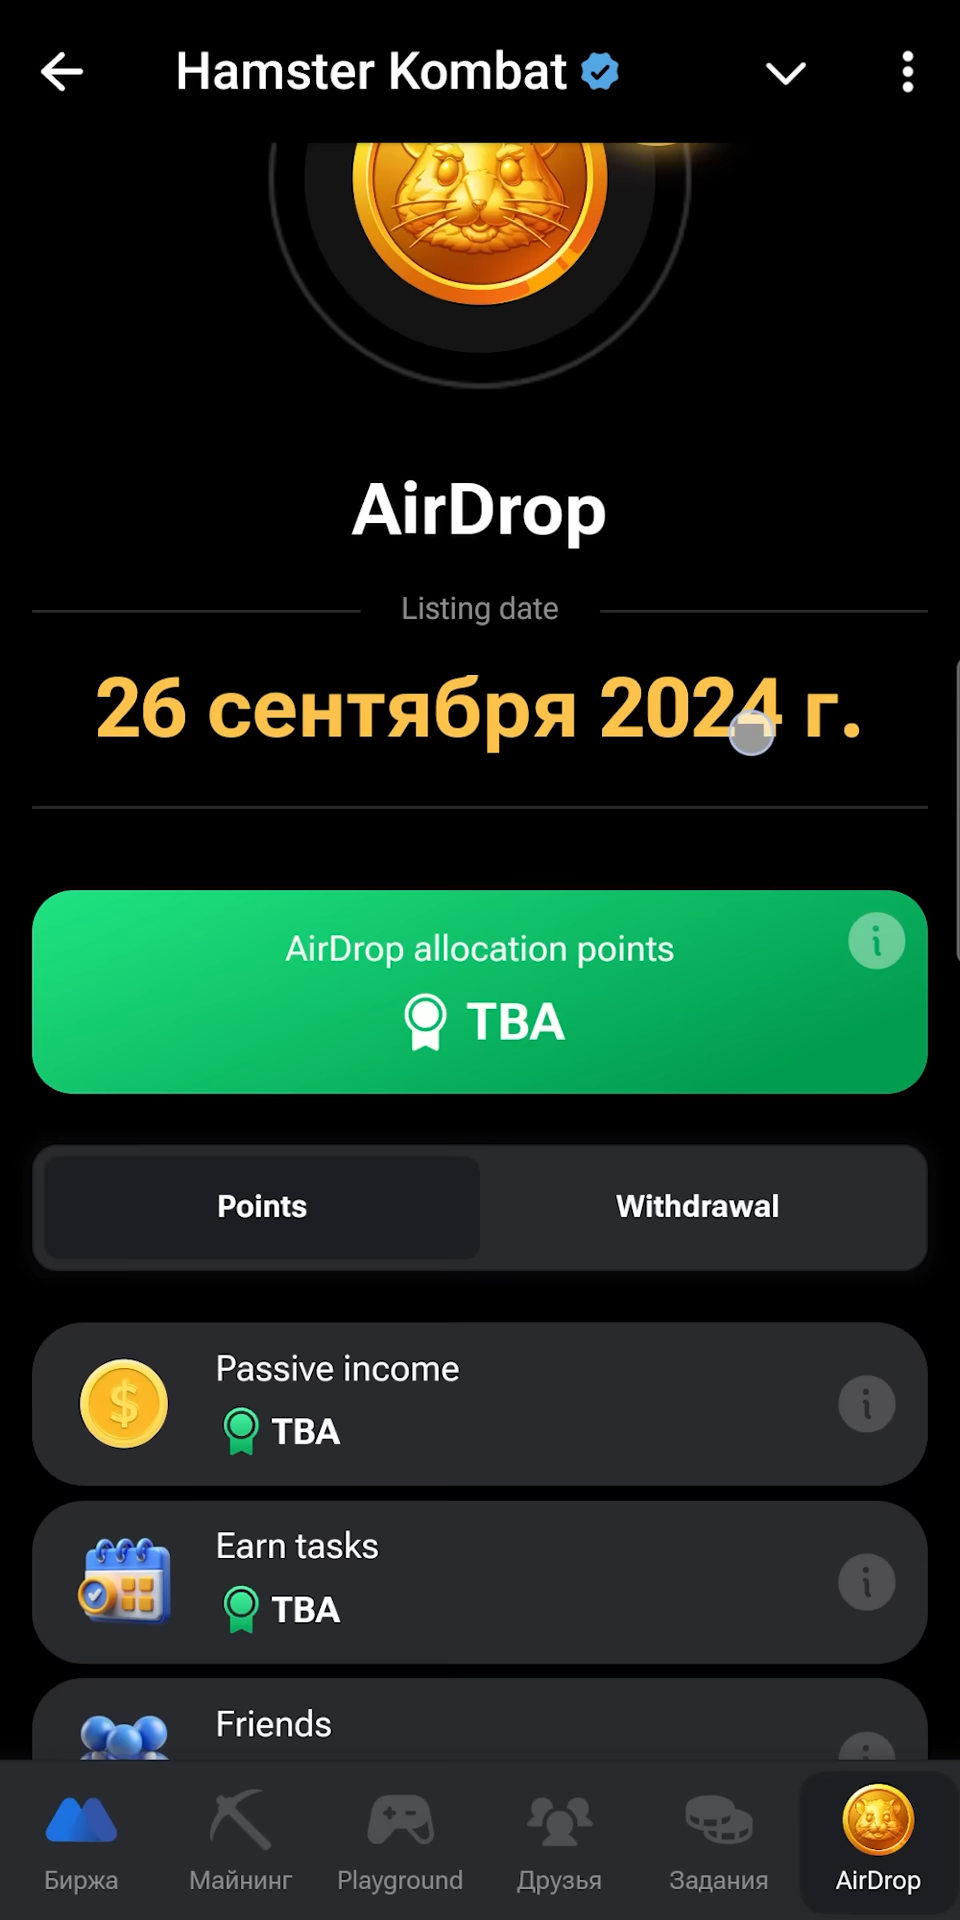 Hamster Kombat
AirDrop
Listing date
26 сентября 2024 г.
AirDrop allocation points
TBA
Points
Withdrawal
Passive income
TBA
Earn tasks
TBA
Friends
Биржа
Майнинг
Playground
Друзья
Задания
AirDrop